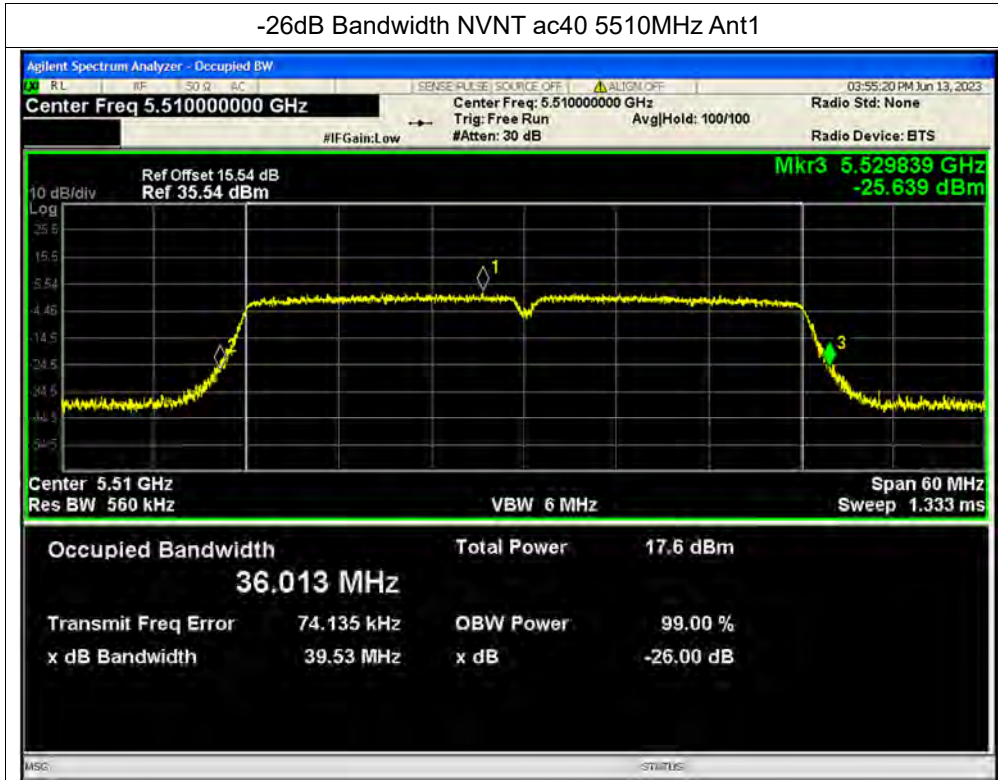 -26dB Bandwidth NVNT ac40 5510MHz Ant1
Agilent Spectrum Analyzer - Occupied BW
RL RF 50 Ω AC SENSE:PULSE SOURCE OFF ALIGN OFF 03:55:20 PM Jun 13, 2023
Center Freq 5.510000000 GHz
Center Freq: 5.510000000 GHz
Radio Std: None
Trig: Free Run Avg|Hold: 100/100
#IFGain:Low #Atten: 30 dB Radio Device: BTS
Mkr3 5.529839 GHz
-25.639 dBm
Ref Offset 15.54 dB
10 dB/div Ref 35.54 dBm
Log
25.5
15.5
5.54
-4.46
-14.5
-24.5
-34.5
-44.5
-54.5
1
2
3
Center 5.51 GHz Span 60 MHz
Res BW 560 kHz VBW 6 MHz Sweep 1.333 ms
Occupied Bandwidth Total Power 17.6 dBm
36.013 MHz
Transmit Freq Error 74.135 kHz OBW Power 99.00 %
x dB Bandwidth 39.53 MHz x dB -26.00 dB
MSG STATUS